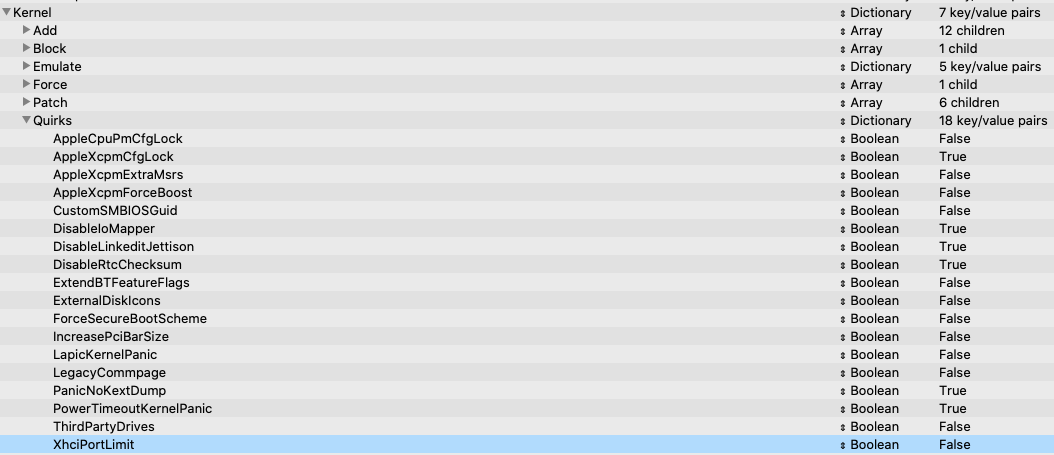 Kernel Dictionary 7 key/value pairs
Add Array 12 children
Block Array 1 child
Emulate Dictionary 5 key/value pairs
Force Array 1 child
Patch Array 6 children
Quirks Dictionary 18 key/value pairs
AppleCpuPmCfgLock Boolean False
AppleXcpmCfgLock Boolean True
AppleXcpmExtraMsrs Boolean False
AppleXcpmForceBoost Boolean False
CustomSMBIOSGuid Boolean False
DisableIoMapper Boolean True
DisableLinkeditJettison Boolean True
DisableRtcChecksum Boolean True
ExtendBTFeatureFlags Boolean False
ExternalDiskIcons Boolean False
ForceSecureBootScheme Boolean False
IncreasePciBarSize Boolean False
LapicKernelPanic Boolean False
LegacyCommpage Boolean False
PanicNoKextDump Boolean True
PowerTimeoutKernelPanic Boolean True
ThirdPartyDrives Boolean False
XhciPortLimit Boolean False